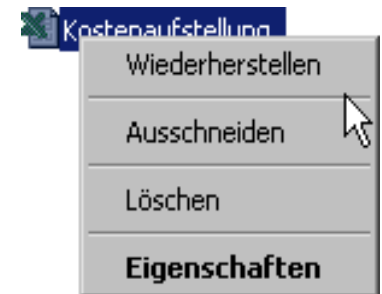 Kostenaufstellung
Wiederherstellen
Ausschneiden
Löschen
Eigenschaften